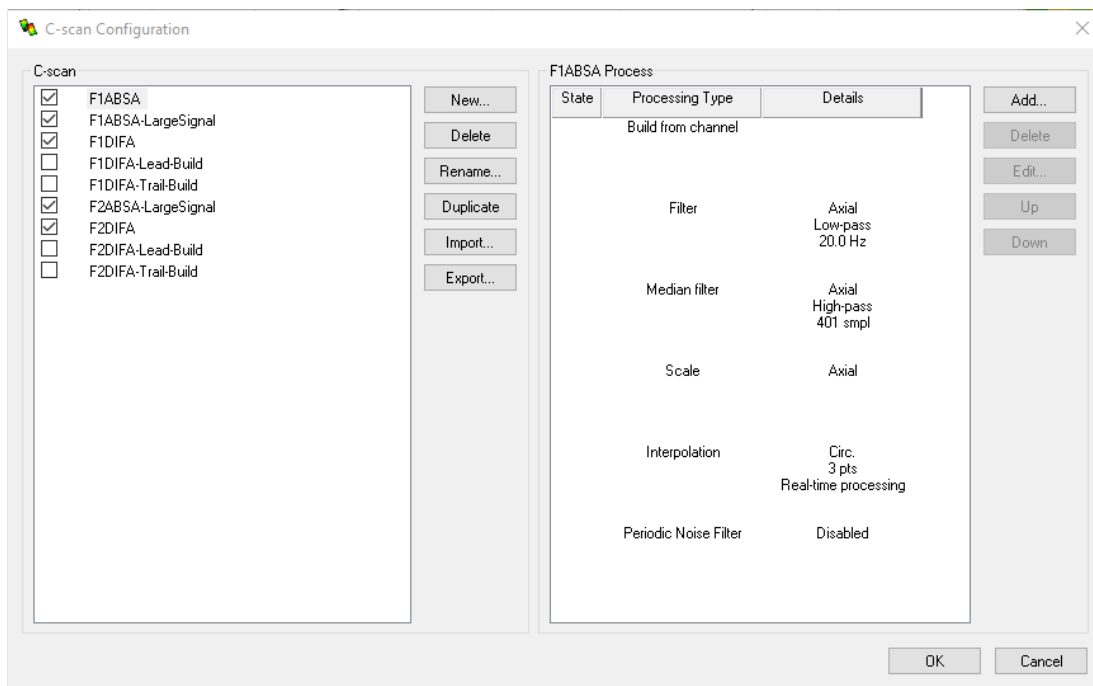 C-scan Configuration
C-scan
F1ABSA
F1ABSA-LargeSignal
F1DIFA
F1DIFA-Lead-Build
F1DIFA-Trail-Build
F2ABSA-LargeSignal
F2DIFA
F2DIFA-Lead-Build
F2DIFA-Trail-Build
New...
Delete
Rename...
Duplicate
Import...
Export...
F1ABSA Process
State Processing Type Details
Build from channel
Filter Axial
Low-pass
20.0 Hz
Median filter Axial
High-pass
401 smpl
Scale Axial
Interpolation Circ.
3 pts
Real-time processing
Periodic Noise Filter Disabled
Add...
Delete
Edit...
Up
Down
OK Cancel